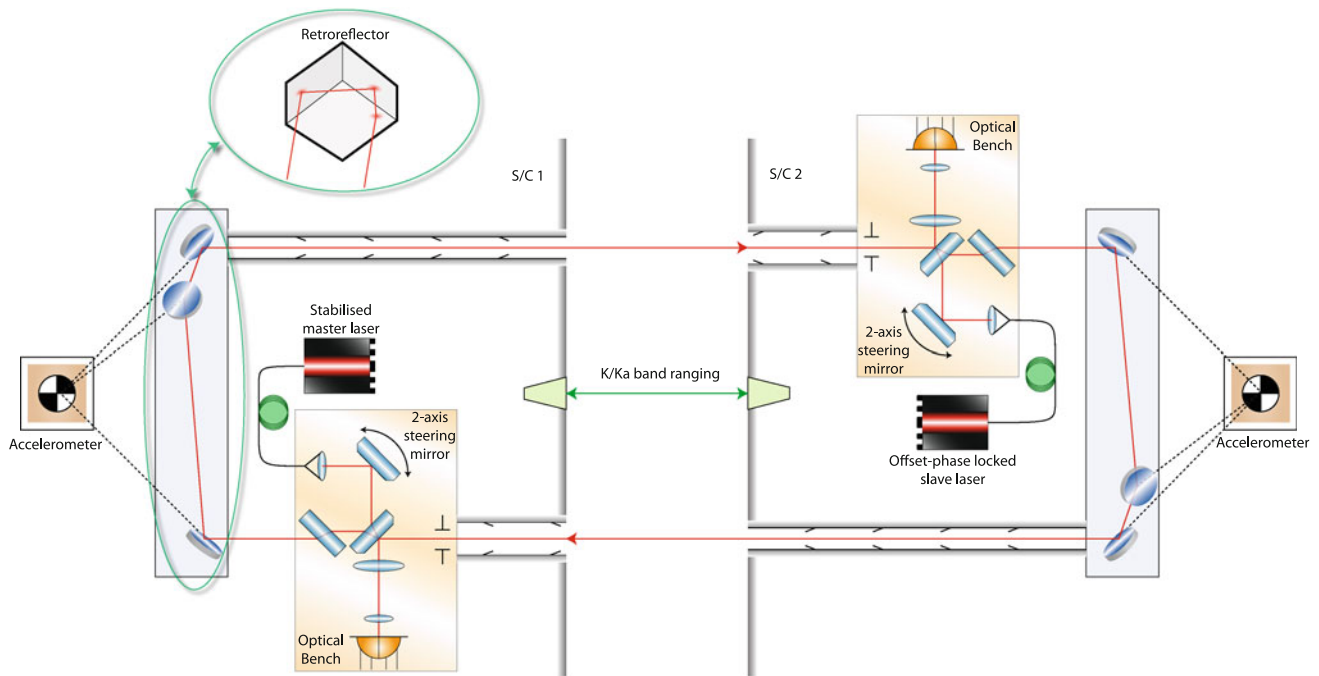 Retroreflector
S/C 1
S/C 2
Optical
Bench
Stabilised
master laser
2-axis
steering
mirror
K/Ka band ranging
Accelerometer
2-axis
steering
mirror
Offset-phase locked
slave laser
Accelerometer
Optical
Bench